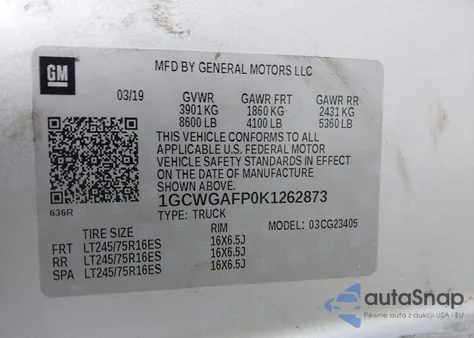 GM
MFD BY GENERAL MOTORS LLC
03/19 GVWR GAWR FRT GAWR RR
3901 KG 1860 KG 2431 KG
8600 LB 4100 LB 5360 LB
THIS VEHICLE CONFORMS TO ALL
APPLICABLE U.S. FEDERAL MOTOR
VEHICLE SAFETY STANDARDS IN EFFECT
ON THE DATE OF MANUFACTURE
SHOWN ABOVE.
1GCWGAFP0K1262873
636R TYPE: TRUCK MODEL: 03CG23405
TIRE SIZE RIM
FRT LT245/75R16ES 16X6.5J
RR LT245/75R16ES 16X6.5J
SPA LT245/75R16ES 16X6.5J
autoSnap
Pewne auta z aukcji USA i EU